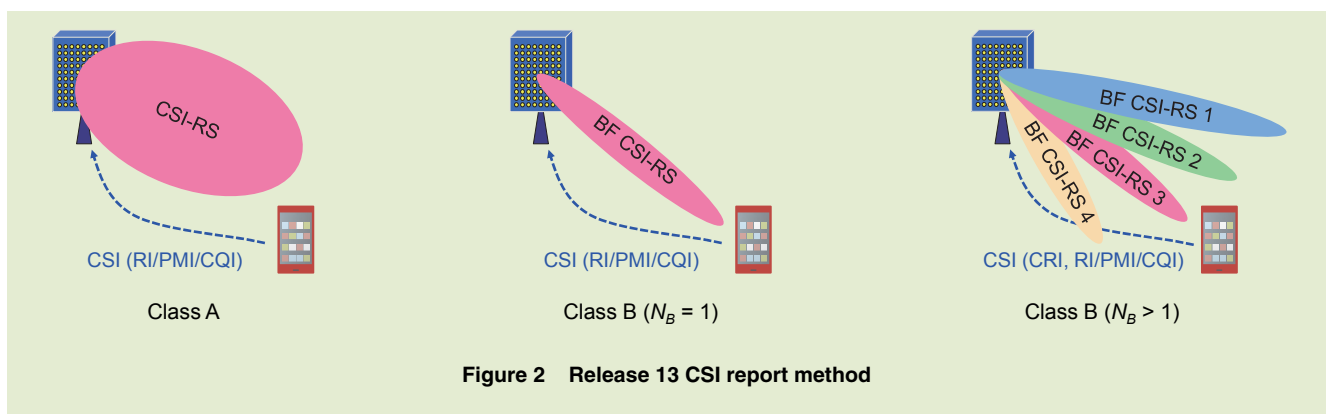 CSI-RS
CSI (RI/PMI/CQI)
Class A
BF CSI-RS
CSI (RI/PMI/CQI)
Class B (N_B = 1)
BF CSI-RS 1
BF CSI-RS 2
BF CSI-RS 3
BF CSI-RS 4
CSI (CRI, RI/PMI/CQI)
Class B (N_B > 1)
Figure 2 Release 13 CSI report method